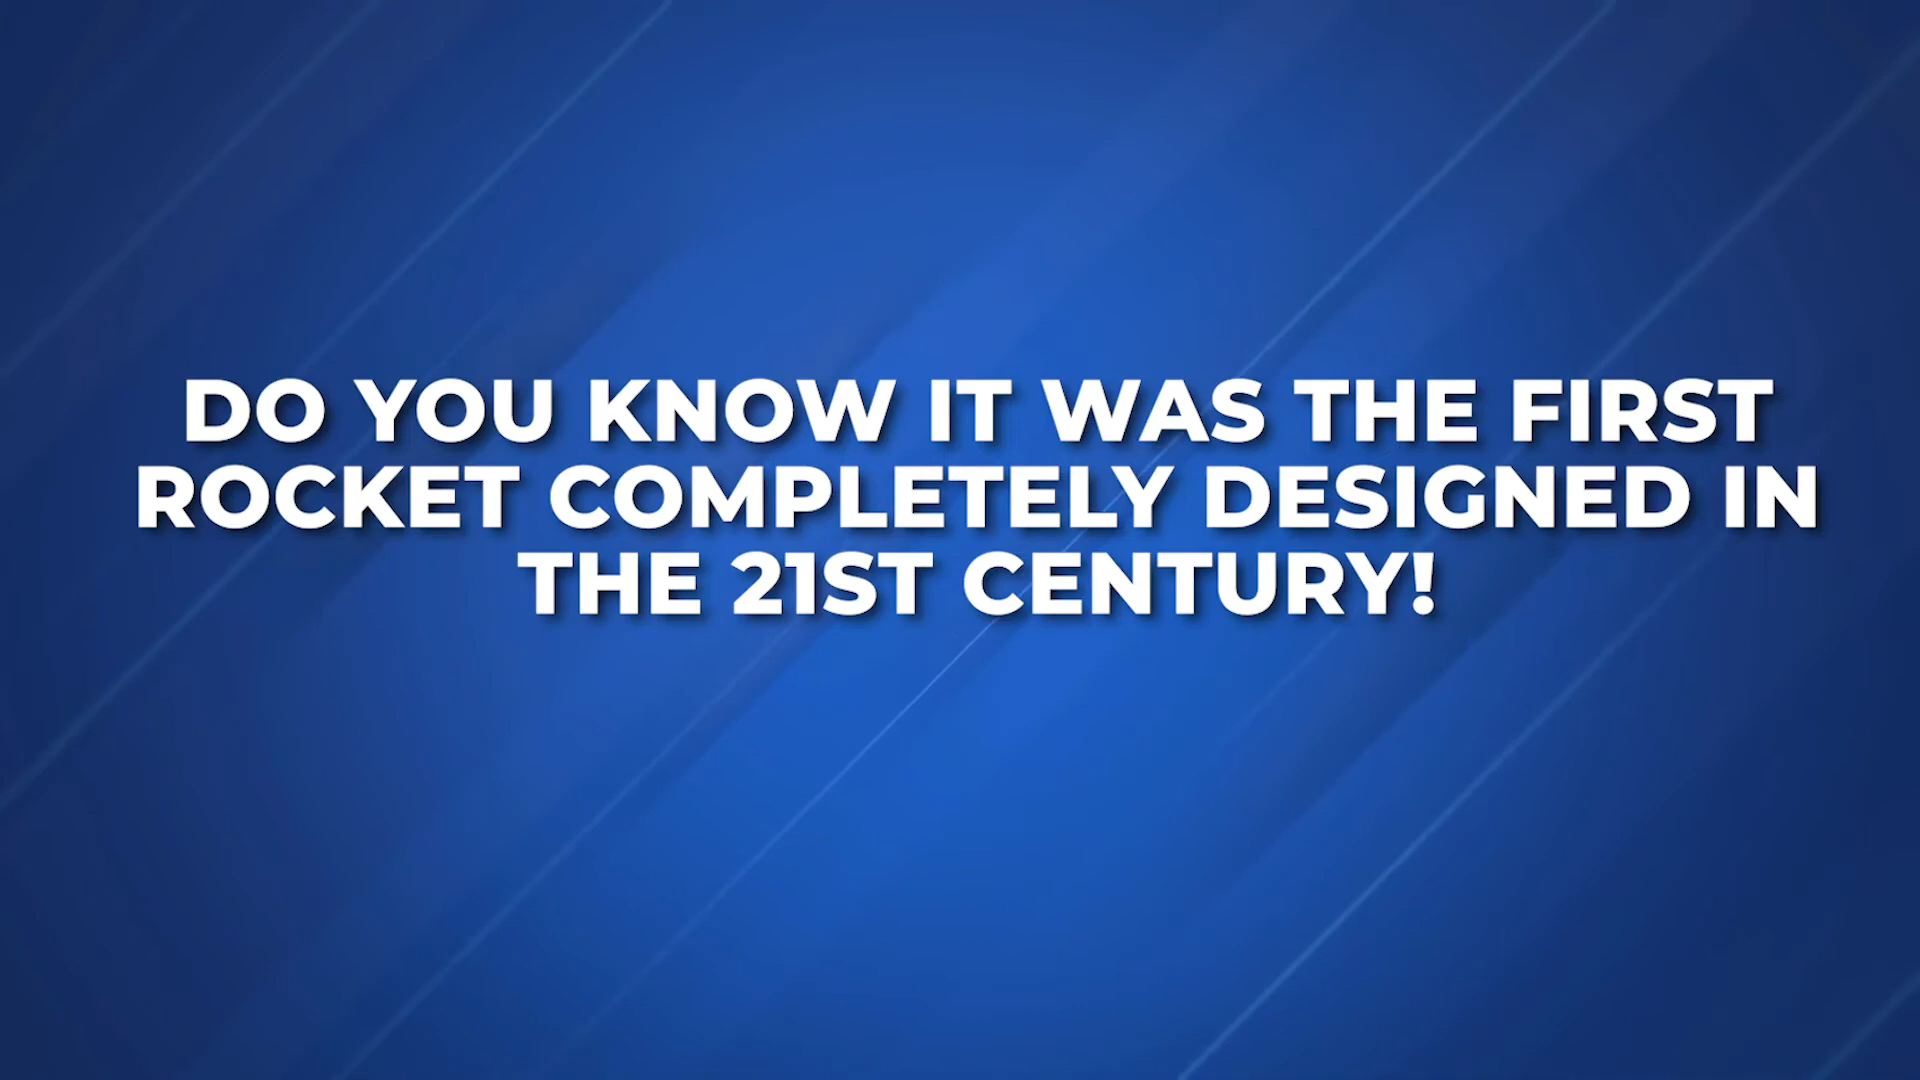 DO YOU KNOW IT WAS THE FIRST
ROCKET COMPLETELY DESIGNED IN
THE 21ST CENTURY!